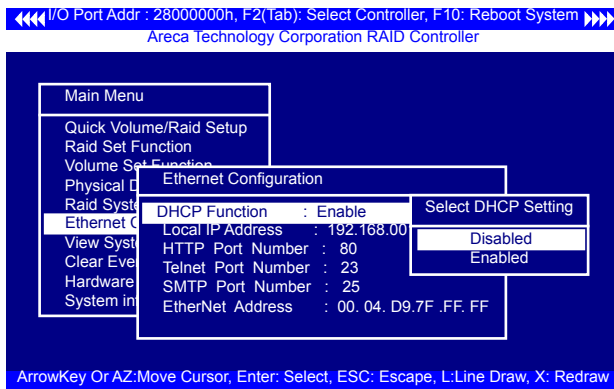 I/O Port Addr : 28000000h, F2(Tab): Select Controller, F10: Reboot System
Areca Technology Corporation RAID Controller
Main Menu
Quick Volume/Raid Setup
Raid Set Function
Volume Set Function
Physical D
Raid Syste
Ethernet C
View Syst
Clear Eve
Hardware
System in
Ethernet Configuration
DHCP Function : Enable
Local IP Address : 192.168.00
HTTP Port Number : 80
Telnet Port Number : 23
SMTP Port Number : 25
EtherNet Address : 00. 04. D9.7F .FF. FF
Select DHCP Setting
Disabled
Enabled
ArrowKey Or AZ:Move Cursor, Enter: Select, ESC: Escape, L:Line Draw, X: Redraw